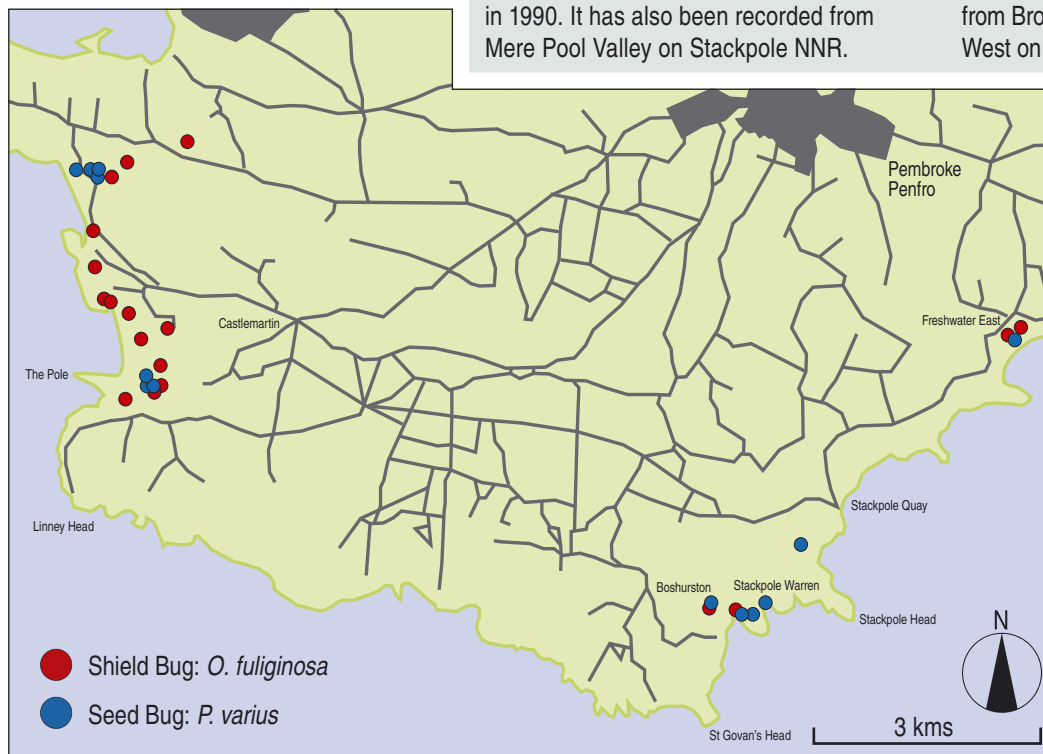 in 1990. It has also been recorded from
Mere Pool Valley on Stackpole NNR.
from Bro
West on
Pembroke
Penfro
Freshwater East
Castlemartin
The Pole
Stackpole Quay
Linney Head
Boshurston
Stackpole Warren
Stackpole Head
N
Shield Bug: O. fuliginosa
Seed Bug: P. varius
3 kms
St Govan's Head